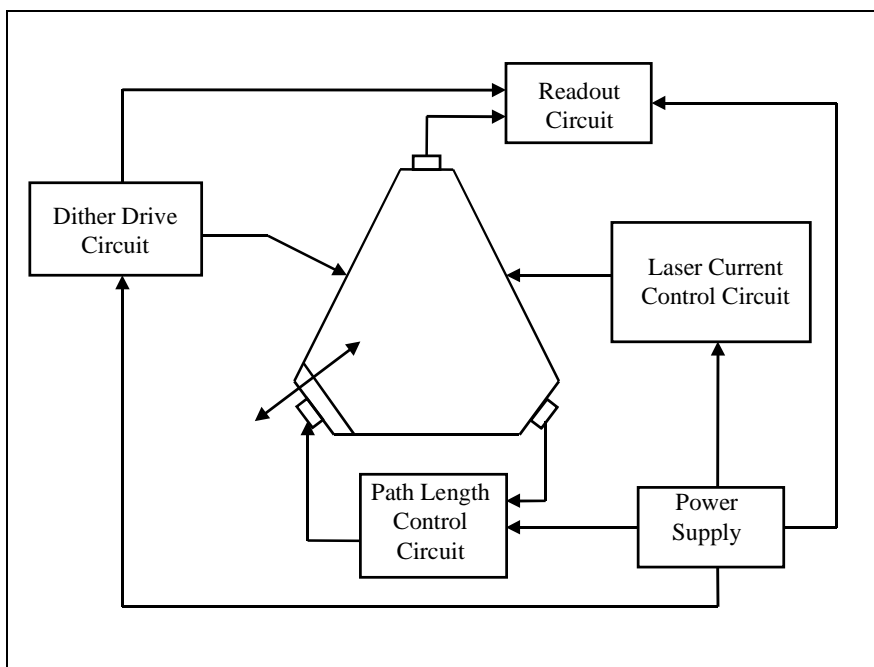 Readout
Circuit
Dither Drive
Circuit
Laser Current
Control Circuit
Path Length
Control
Circuit
Power
Supply